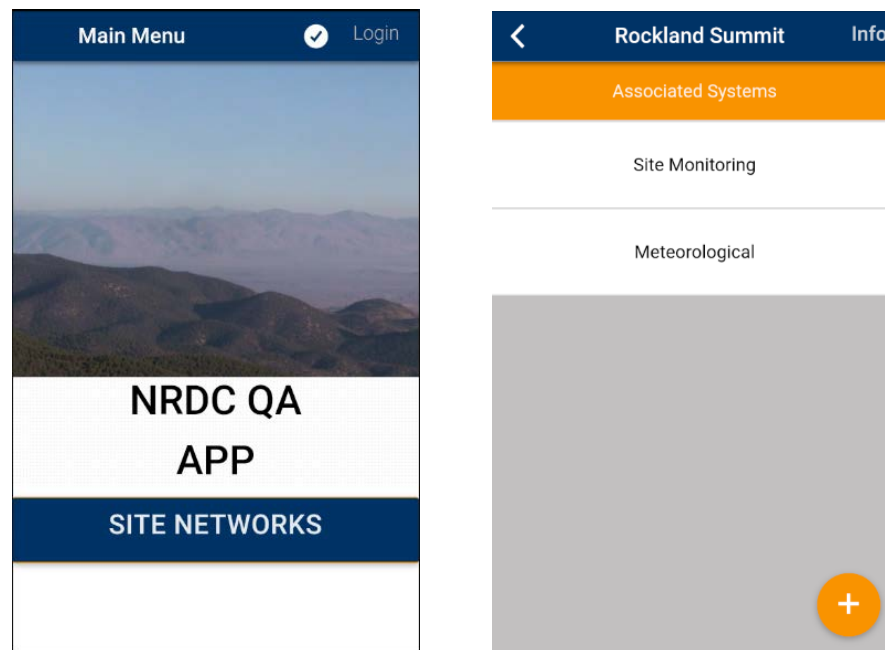 Main Menu Login
NRDC QA
APP
SITE NETWORKS
Rockland Summit Info
Associated Systems
Site Monitoring
Meteorological
+